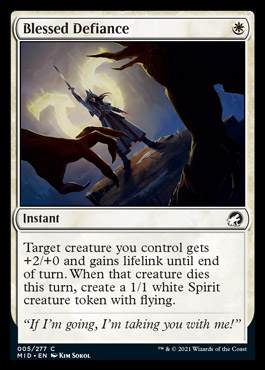 Blessed Defiance
Instant
Target creature you control gets
+2/+0 and gains lifelink until end
of turn. When that creature dies
this turn, create a 1/1 white Spirit
creature token with flying.
“If I’m going, I’m taking you with me!”
005/277 C
MID • EN Kim Sokol
™ & © 2021 Wizards of the Coast